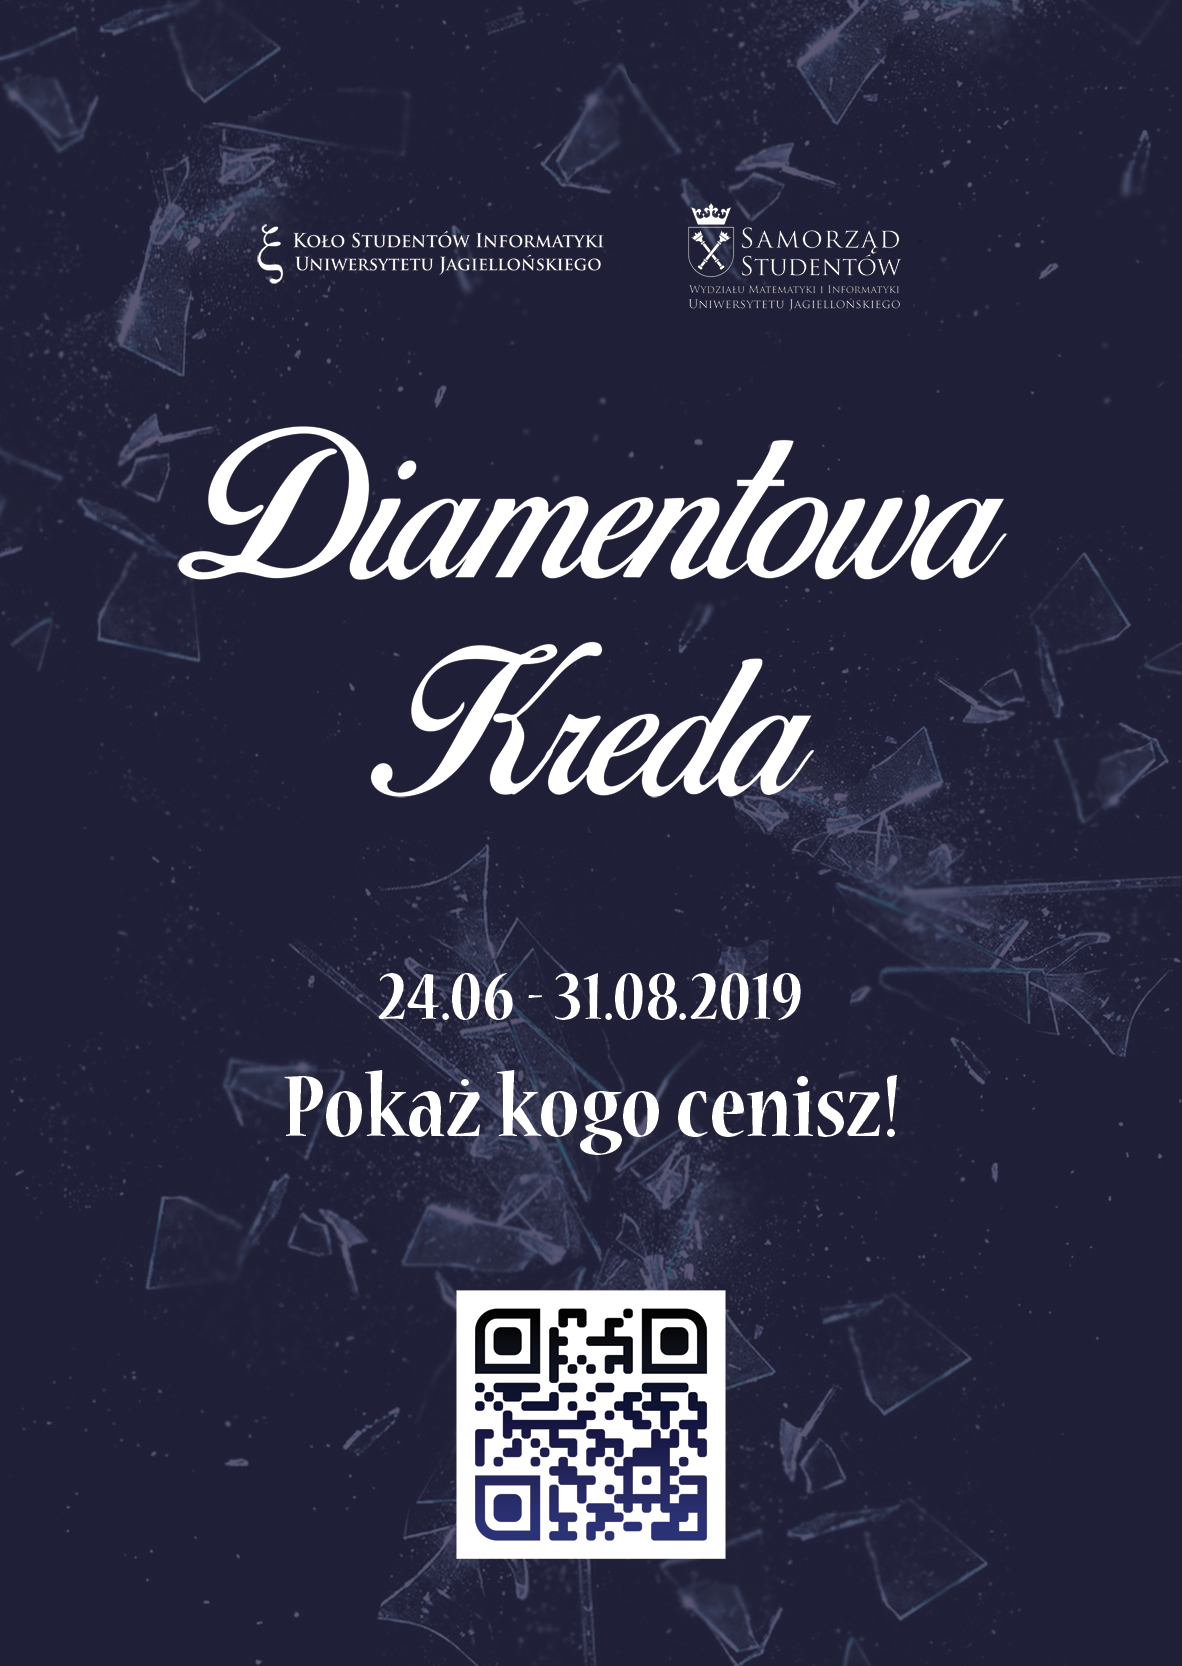 Koło Studentów Informatyki
Uniwersytetu Jagiellońskiego
Samorząd
Studentów
Wydziału Matematyki i Informatyki
Uniwersytetu Jagiellońskiego
Diamentowa
Kreda
24.06 - 31.08.2019
Pokaż kogo cenisz!